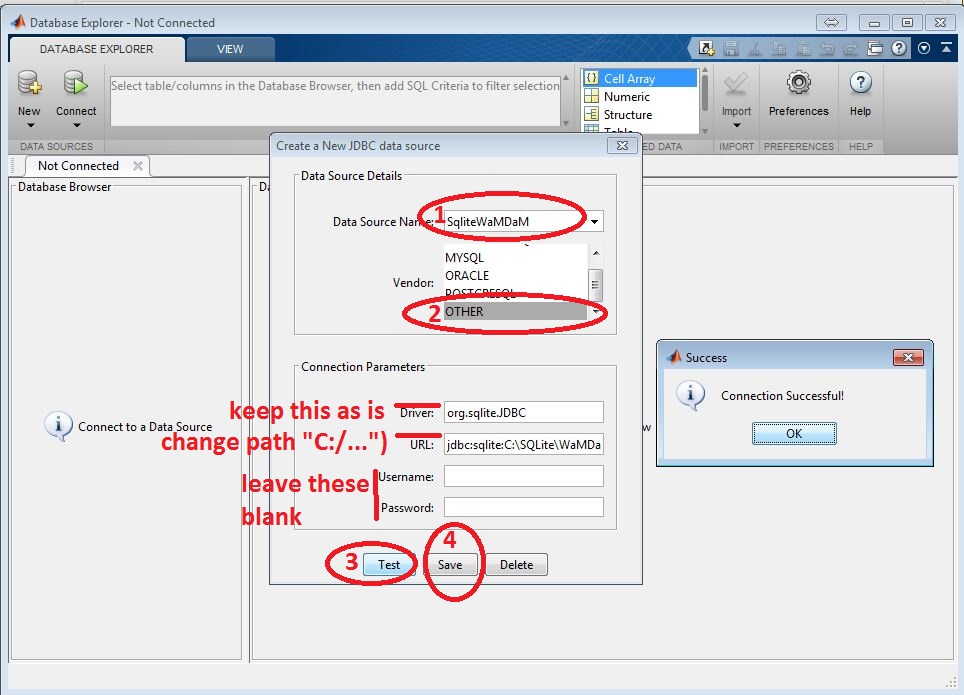 Database Explorer - Not Connected
DATABASE EXPLORER
VIEW
Select table/columns in the Database Browser, then add SQL Criteria to filter selection
Cell Array
Numeric
Structure
Table
New
Connect
Import
Preferences
Help
DATA SOURCES
ED DATA
IMPORT
PREFERENCES
HELP
Not Connected
Database Browser
Da
Connect to a Data Source
w
Create a New JDBC data source
Data Source Details
Data Source Name:
1
SqliteWaMDaM
Vendor:
MYSQL
ORACLE
POSTGRESQL
2
OTHER
Connection Parameters
keep this as is
Driver:
org.sqlite.JDBC
change path "C:/...")
URL:
jdbc:sqlite:C:\SQLite\WaMDa
leave these
blank
Username:
Password:
3
Test
4
Save
Delete
Success
Connection Successful!
OK